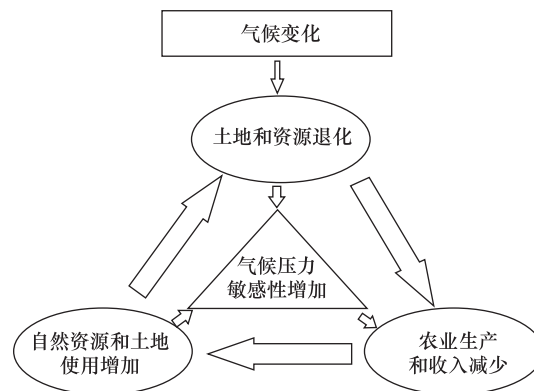 气候变化
土地和资源退化
气候压力
敏感性增加
自然资源和土地
使用增加
农业生产
和收入减少